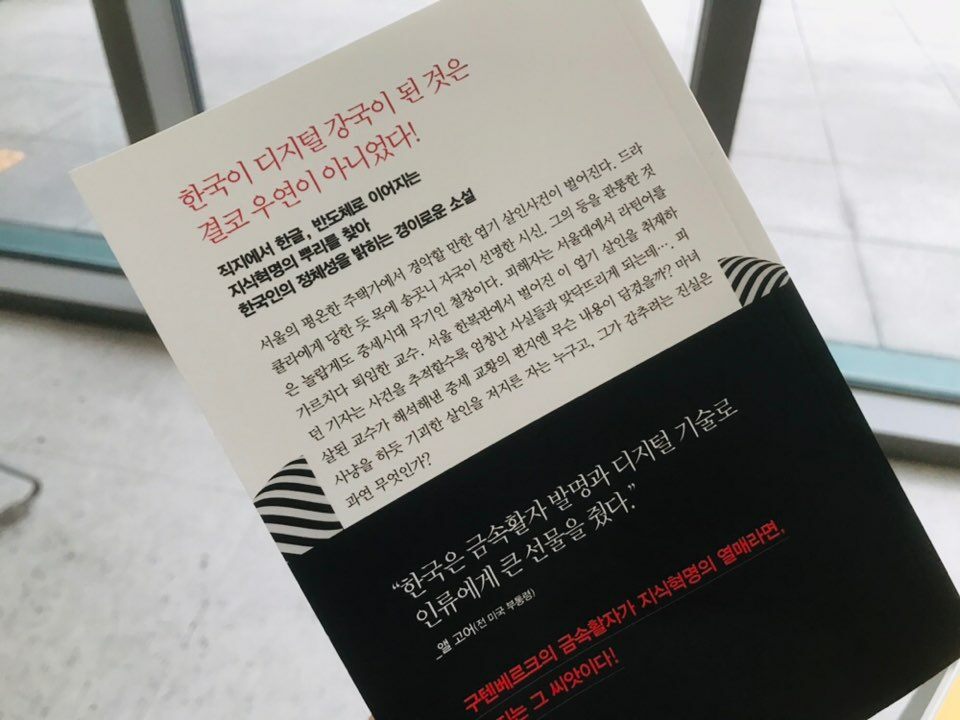 한국이 디지털 강국이 된 것은
결코 우연이 아니었다!
직지에서 한글, 반도체로 이어지는
지식혁명의 뿌리를 찾아
한국인의 정체성을 밝히는 경이로운 소설
서울의 평온한 주택가에서 경악할 만한 엽기 살인사건이 벌어진다. 드라
큘라에게 당한 듯 목에 송곳니 자국이 선명한 시신. 그의 등을 관통한 것
은 놀랍게도 중세시대 무기인 철창이다. 피해자는 서울대에서 라틴어를
가르치다 퇴임한 교수. 서울 한복판에서 벌어진 이 엽기 살인을 취재하
던 기자는 사건을 추적할수록 엄청난 사실들과 맞닥뜨리게 되는데…. 피
살된 교수가 해석해낸 중세 교황의 편지엔 무슨 내용이 담겼을까? 마녀
사냥을 하듯 기괴한 살인을 저지른 자는 누구고, 그가 감추려는 진실은
과연 무엇인가?
“한국은 금속활자 발명과 디지털 기술로
인류에게 큰 선물을 줬다.”
_앨 고어(전 미국 부통령)
구텐베르크의 금속활자가 지식혁명의 열매라면,
그 씨앗이다!